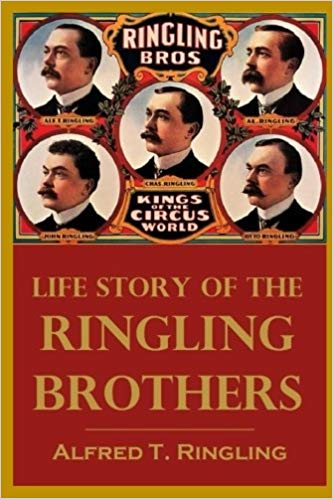 RINGLING
BROS
ALF.T.RINGLING
AL.RINGLING
CHAS.RINGLING
JOHN RINGLING
OTTO RINGLING
KINGS
OF THE
CIRCUS
WORLD
LIFE STORY OF THE
RINGLING
BROTHERS
ALFRED T. RINGLING